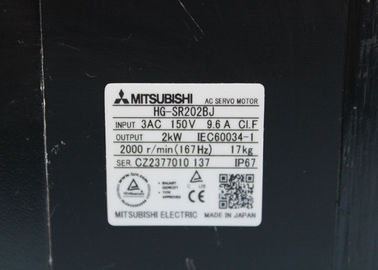 MITSUBISHI AC SERVO MOTOR
HG-SR202BJ
INPUT 3AC 150V 9.6A Cl.F
OUTPUT 2kW IEC60034-1
2000 r/min(167Hz) 17kg
SER.CZ2377010 137 IP67
MITSUBISHI ELECTRIC MADE IN JAPAN